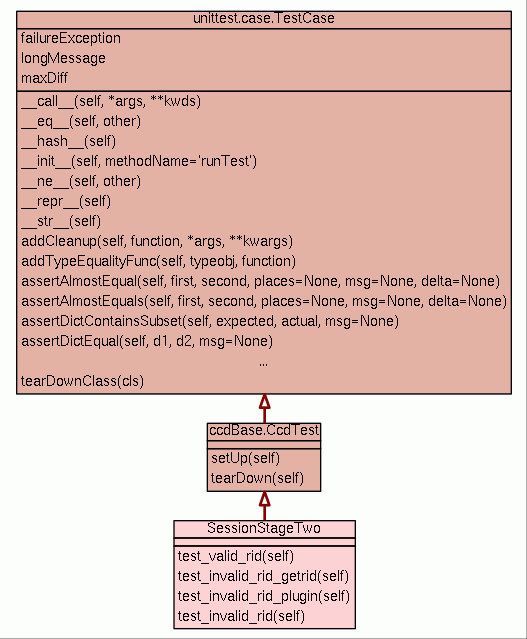 unittest.case.TestCase
failureException
longMessage
maxDiff
__call__(self, *args, **kwds)
__eq__(self, other)
__hash__(self)
__init__(self, methodName='runTest')
__ne__(self, other)
__repr__(self)
__str__(self)
addCleanup(self, function, *args, **kwargs)
addTypeEqualityFunc(self, typeobj, function)
assertAlmostEqual(self, first, second, places=None, msg=None, delta=None)
assertAlmostEquals(self, first, second, places=None, msg=None, delta=None)
assertDictContainsSubset(self, expected, actual, msg=None)
assertDictEqual(self, d1, d2, msg=None)
...
tearDownClass(cls)
ccdBase.CcdTest
setUp(self)
tearDown(self)
SessionStageTwo
test_valid_rid(self)
test_invalid_rid_getrid(self)
test_invalid_rid_plugin(self)
test_invalid_rid(self)